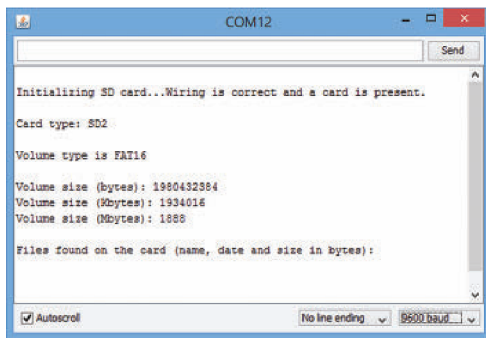 COM12
Send
Initializing SD card...Wiring is correct and a card is present.
Card type: SD2
Volume type is FAT16
Volume size (bytes): 1980432384
Volume size (Kbytes): 1934016
Volume size (Mbytes): 1888
Files found on the card (name, date and size in bytes):
Autoscroll No line ending 9600 baud